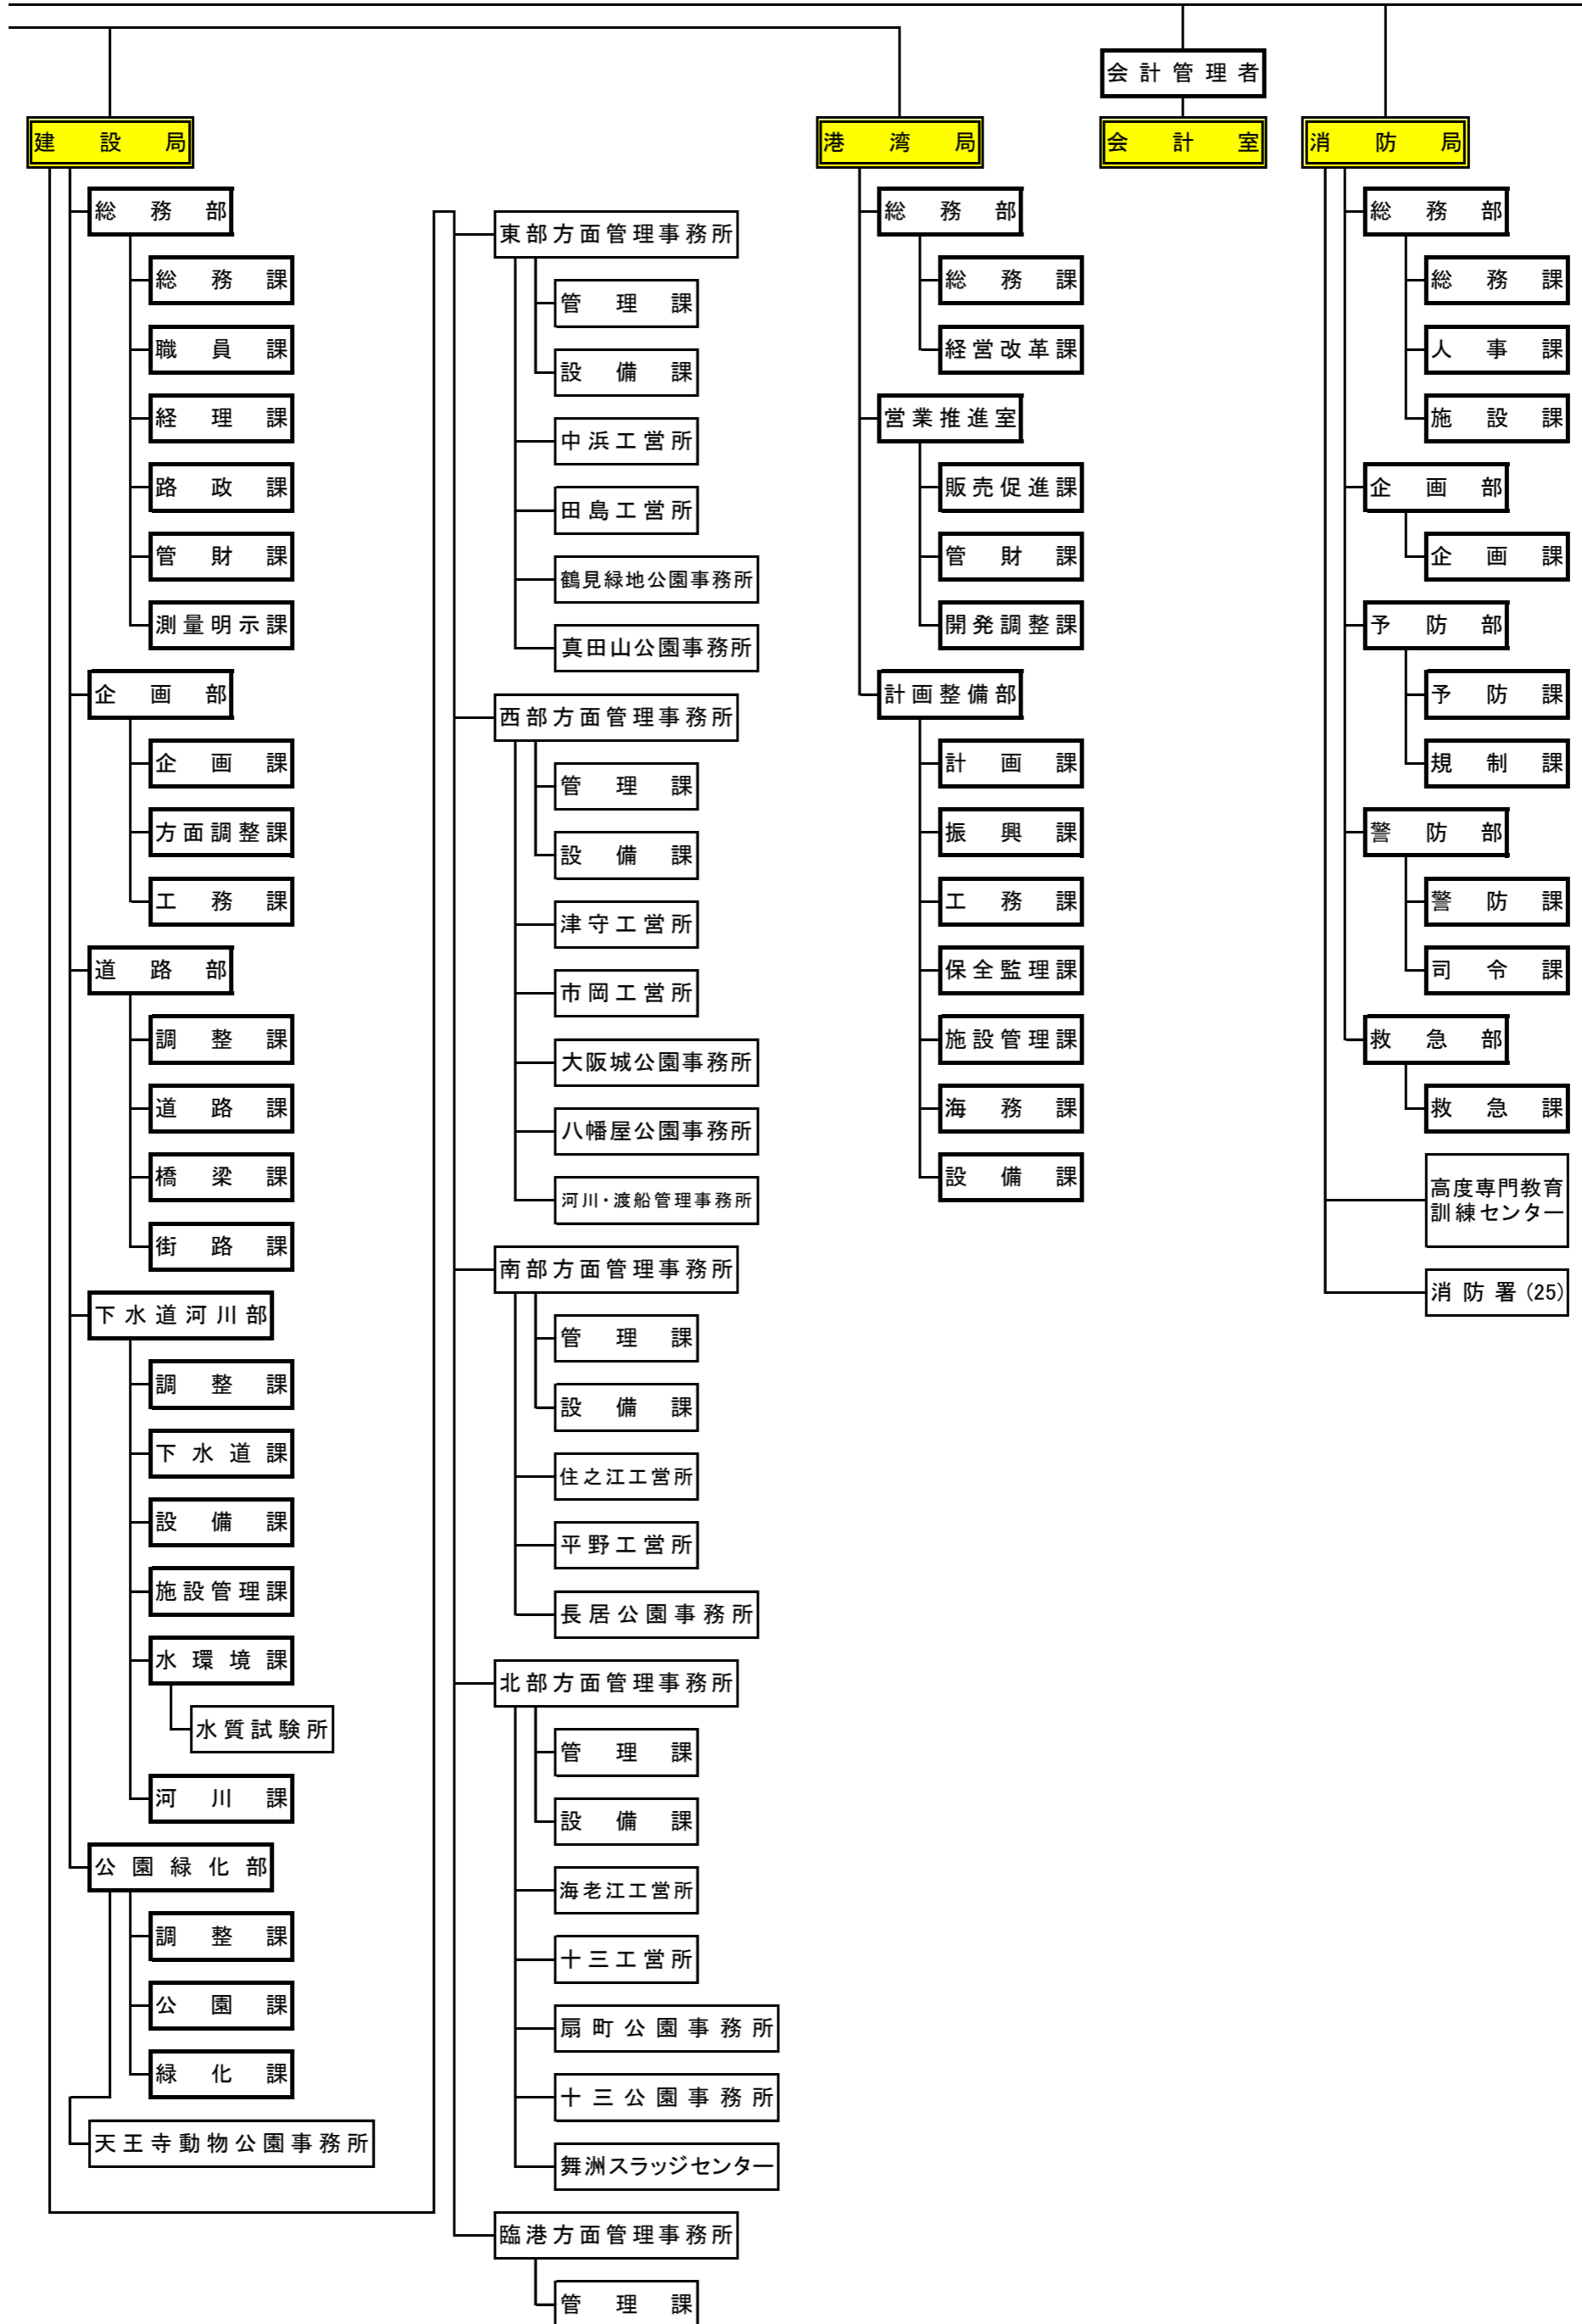 会計管理者
建設局
港湾局
会計室
消防局
総務部
総務課
職員課
経理課
路政課
管財課
測量明示課
企画部
企画課
方面調整課
工務課
道路部
調整課
道路課
橋梁課
街路課
下水道河川部
調整課
下水道課
設備課
施設管理課
水環境課
水質試験所
河川課
公園緑化部
調整課
公園課
緑化課
天王寺動物公園事務所
東部方面管理事務所
管理課
設備課
中浜工営所
田島工営所
鶴見緑地公園事務所
真田山公園事務所
西部方面管理事務所
管理課
設備課
津守工営所
市岡工営所
大阪城公園事務所
八幡屋公園事務所
河川・渡船管理事務所
南部方面管理事務所
管理課
設備課
住之江工営所
平野工営所
長居公園事務所
北部方面管理事務所
管理課
設備課
海老江工営所
十三工営所
扇町公園事務所
十三公園事務所
舞洲スラッジセンター
臨港方面管理事務所
管理課
総務部
総務課
経営改革課
営業推進室
販売促進課
管財課
開発調整課
計画整備部
計画課
振興課
工務課
保全監理課
施設管理課
海務課
設備課
総務部
総務課
人事課
施設課
企画部
企画課
予防部
予防課
規制課
警防部
警防課
司令課
救急部
救急課
高度専門教育
訓練センター
消防署(25)